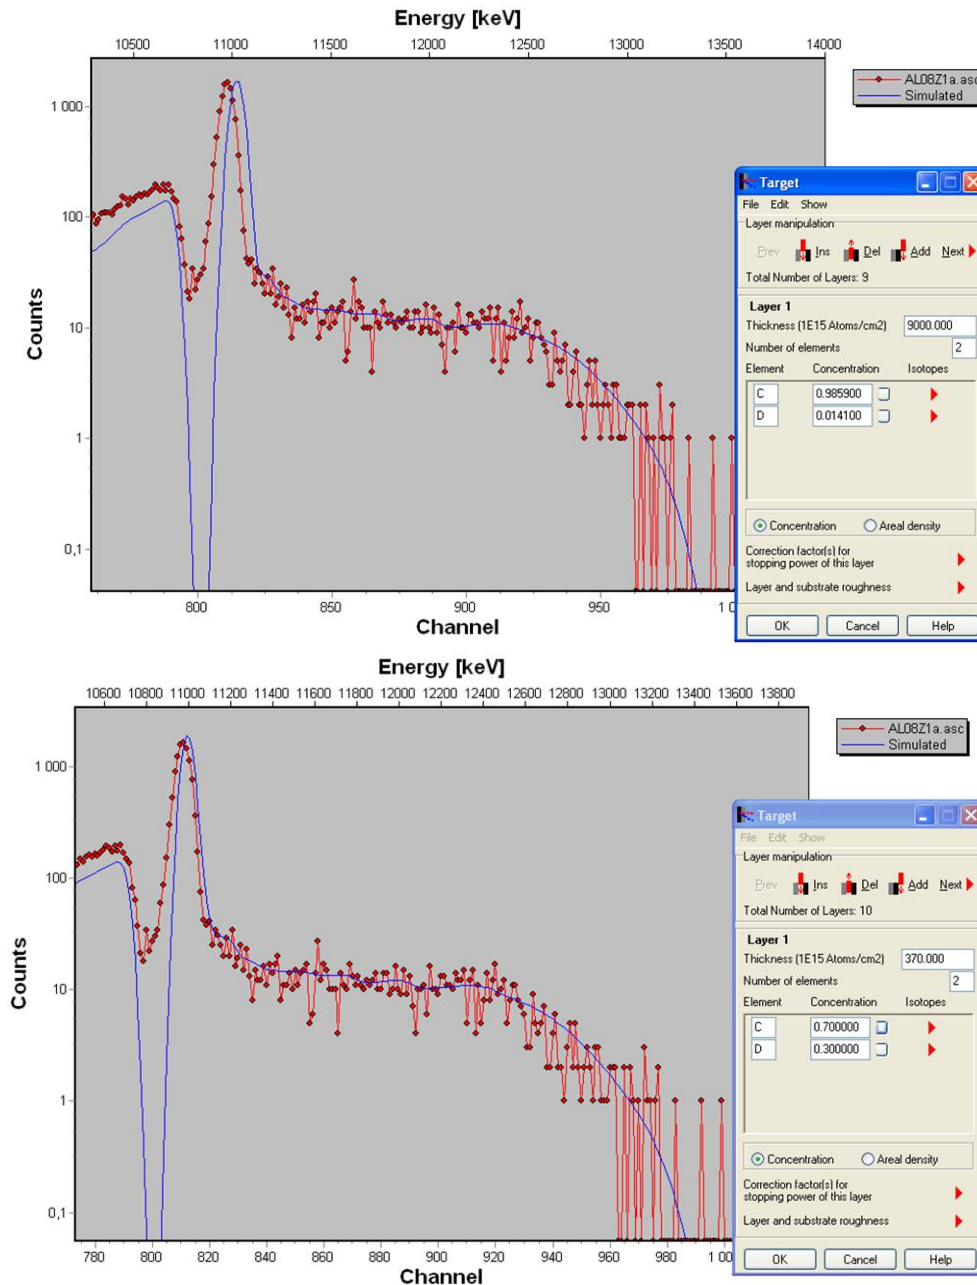 Energy [keV]
10500 11000 11500 12000 12500 13000 13500 14000
AL08Z1a.asc
Simulated
1 000
100
10
1
0,1
Counts
800 850 900 950 1 0
Channel
Target
File Edit Show
Layer manipulation
Prev Ins Del Add Next
Total Number of Layers: 9
Layer 1
Thickness (1E15 Atoms/cm2) 9000.000
Number of elements 2
Element Concentration Isotopes
C 0.985900
D 0.014100
Concentration Areal density
Correction factor(s) for
stopping power of this layer
Layer and substrate roughness
OK Cancel Help
Energy [keV]
10600 10800 11000 11200 11400 11600 11800 12000 12200 12400 12600 12800 13000 13200 13400 13600 13800
AL08Z1a.asc
Simulated
1 000
100
10
1
0,1
Counts
780 800 820 840 860 880 900 920 940 960 980 1 00
Channel
Target
File Edit Show
Layer manipulation
Prev Ins Del Add Next
Total Number of Layers: 10
Layer 1
Thickness (1E15 Atoms/cm2) 370.000
Number of elements 2
Element Concentration Isotopes
C 0.700000
D 0.300000
Concentration Areal density
Correction factor(s) for
stopping power of this layer
Layer and substrate roughness
OK Cancel Help